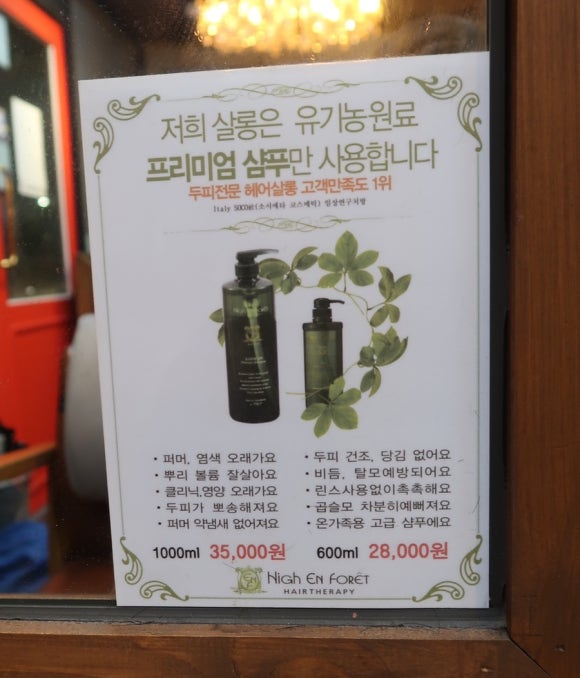 저희 살롱은 유기농원료
프리미엄 샴푸만 사용합니다
두피전문 헤어살롱 고객만족도 1위
• 퍼머, 염색 오래가요
• 뿌리 볼륨 잘살아요
• 클리닉,영양 오래가요
• 두피가 뽀송해져요
• 퍼머 약냄새 없어져요
• 두피 건조, 당김 없어요
• 비듬, 탈모예방되어요
• 린스사용없이촉촉해요
• 곱슬모 차분히예뻐져요
• 온가족용 고급 샴푸에요
1000ml 35,000원 600ml 28,000원
NIGH EN FORÊT
HAIRTHERAPY